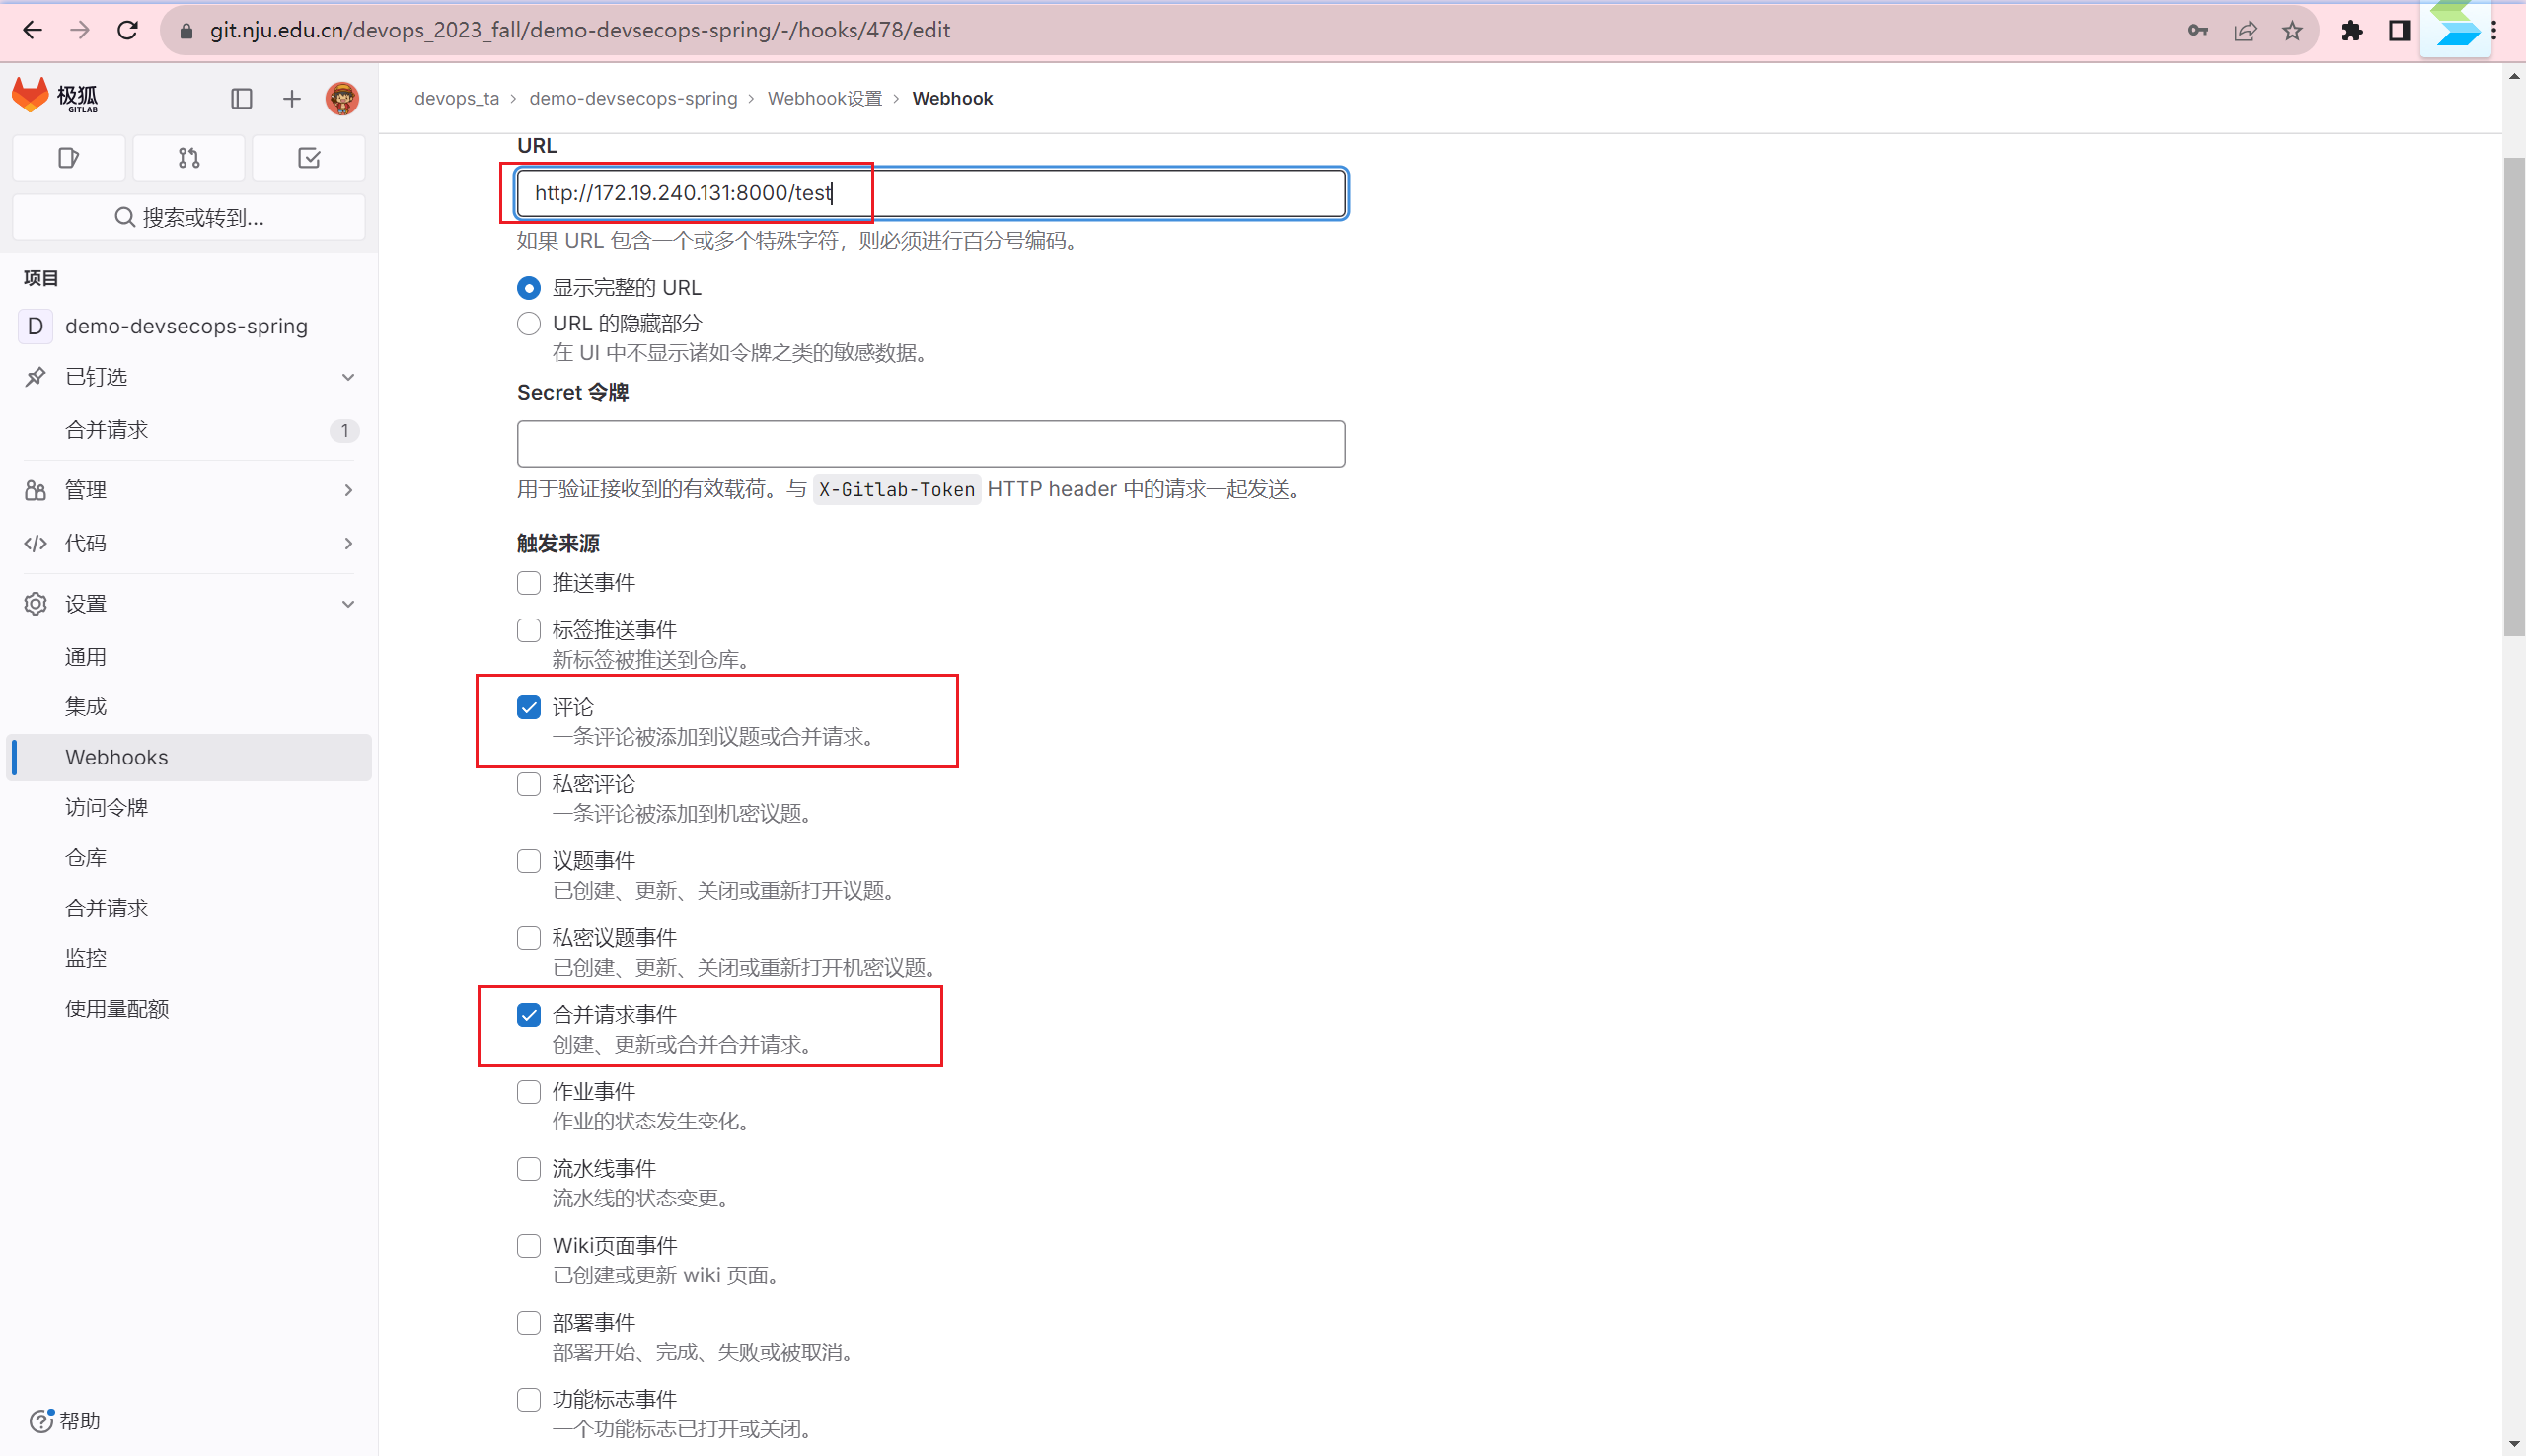 git.nju.edu.cn/devops_2023_fall/demo-devsecops-spring/-/hooks/478/edit
极狐
GITLAB
搜索或转到...
项目
D demo-devsecops-spring
已钉选
合并请求 1
管理
代码
设置
通用
集成
Webhooks
访问令牌
仓库
合并请求
监控
使用量配额
帮助
devops_ta › demo-devsecops-spring › Webhook设置 › Webhook
URL
http://172.19.240.131:8000/test
如果 URL 包含一个或多个特殊字符，则必须进行百分号编码。
显示完整的 URL
URL 的隐藏部分
在 UI 中不显示诸如令牌之类的敏感数据。
Secret 令牌
用于验证接收到的有效载荷。与 X-Gitlab-Token HTTP header 中的请求一起发送。
触发来源
推送事件
标签推送事件
新标签被推送到仓库。
评论
一条评论被添加到议题或合并请求。
私密评论
一条评论被添加到机密议题。
议题事件
已创建、更新、关闭或重新打开议题。
私密议题事件
已创建、更新、关闭或重新打开机密议题。
合并请求事件
创建、更新或合并合并请求。
作业事件
作业的状态发生变化。
流水线事件
流水线的状态变更。
Wiki页面事件
已创建或更新 wiki 页面。
部署事件
部署开始、完成、失败或被取消。
功能标志事件
一个功能标志已打开或关闭。